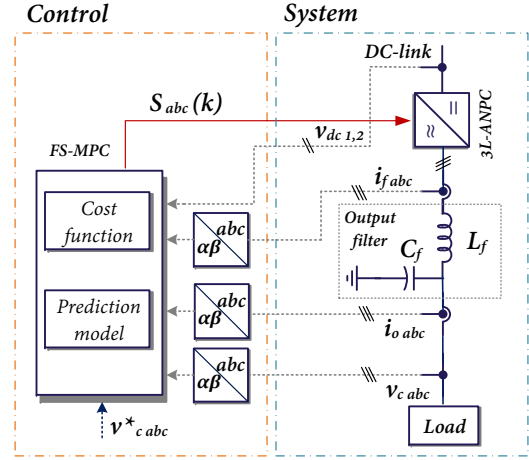 Control
System
DC-link
S abc (k)
3L-ANPC
FS-MPC
v dc 1,2
i f abc
Cost
function
abc
αβ
Output
filter
L f
C f
Prediction
model
abc
αβ
i o abc
abc
αβ
v c abc
v* c abc
Load